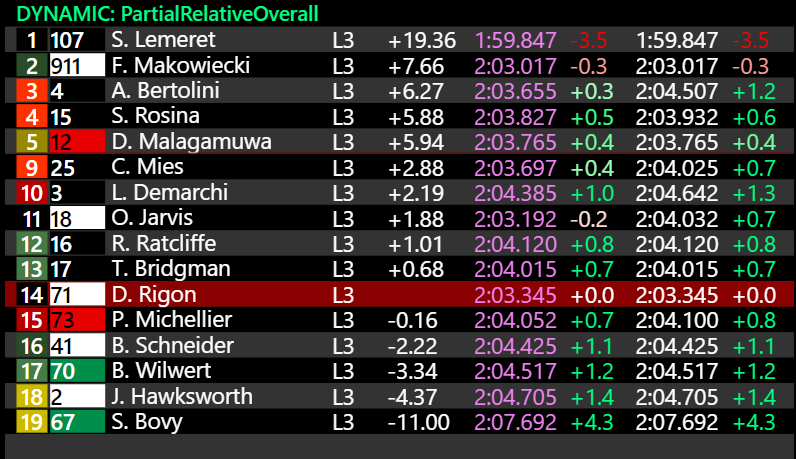 DYNAMIC: PartialRelativeOverall
1 107 S. Lemeret L3 +19.36 1:59.847 -3.5 1:59.847 -3.5
2 911 F. Makowiecki L3 +7.66 2:03.017 -0.3 2:03.017 -0.3
3 4 A. Bertolini L3 +6.27 2:03.655 +0.3 2:04.507 +1.2
4 15 S. Rosina L3 +5.88 2:03.827 +0.5 2:03.932 +0.6
5 12 D. Malagamuwa L3 +5.94 2:03.765 +0.4 2:03.765 +0.4
9 25 C. Mies L3 +2.88 2:03.697 +0.4 2:04.025 +0.7
10 3 L. Demarchi L3 +2.19 2:04.385 +1.0 2:04.642 +1.3
11 18 O. Jarvis L3 +1.88 2:03.192 -0.2 2:04.032 +0.7
12 16 R. Ratcliffe L3 +1.01 2:04.120 +0.8 2:04.120 +0.8
13 17 T. Bridgman L3 +0.68 2:04.015 +0.7 2:04.015 +0.7
14 71 D. Rigon L3 2:03.345 +0.0 2:03.345 +0.0
15 73 P. Michellier L3 -0.16 2:04.052 +0.7 2:04.100 +0.8
16 41 B. Schneider L3 -2.22 2:04.425 +1.1 2:04.425 +1.1
17 70 B. Wilwert L3 -3.34 2:04.517 +1.2 2:04.517 +1.2
18 2 J. Hawksworth L3 -4.37 2:04.705 +1.4 2:04.705 +1.4
19 67 S. Bovy L3 -11.00 2:07.692 +4.3 2:07.692 +4.3